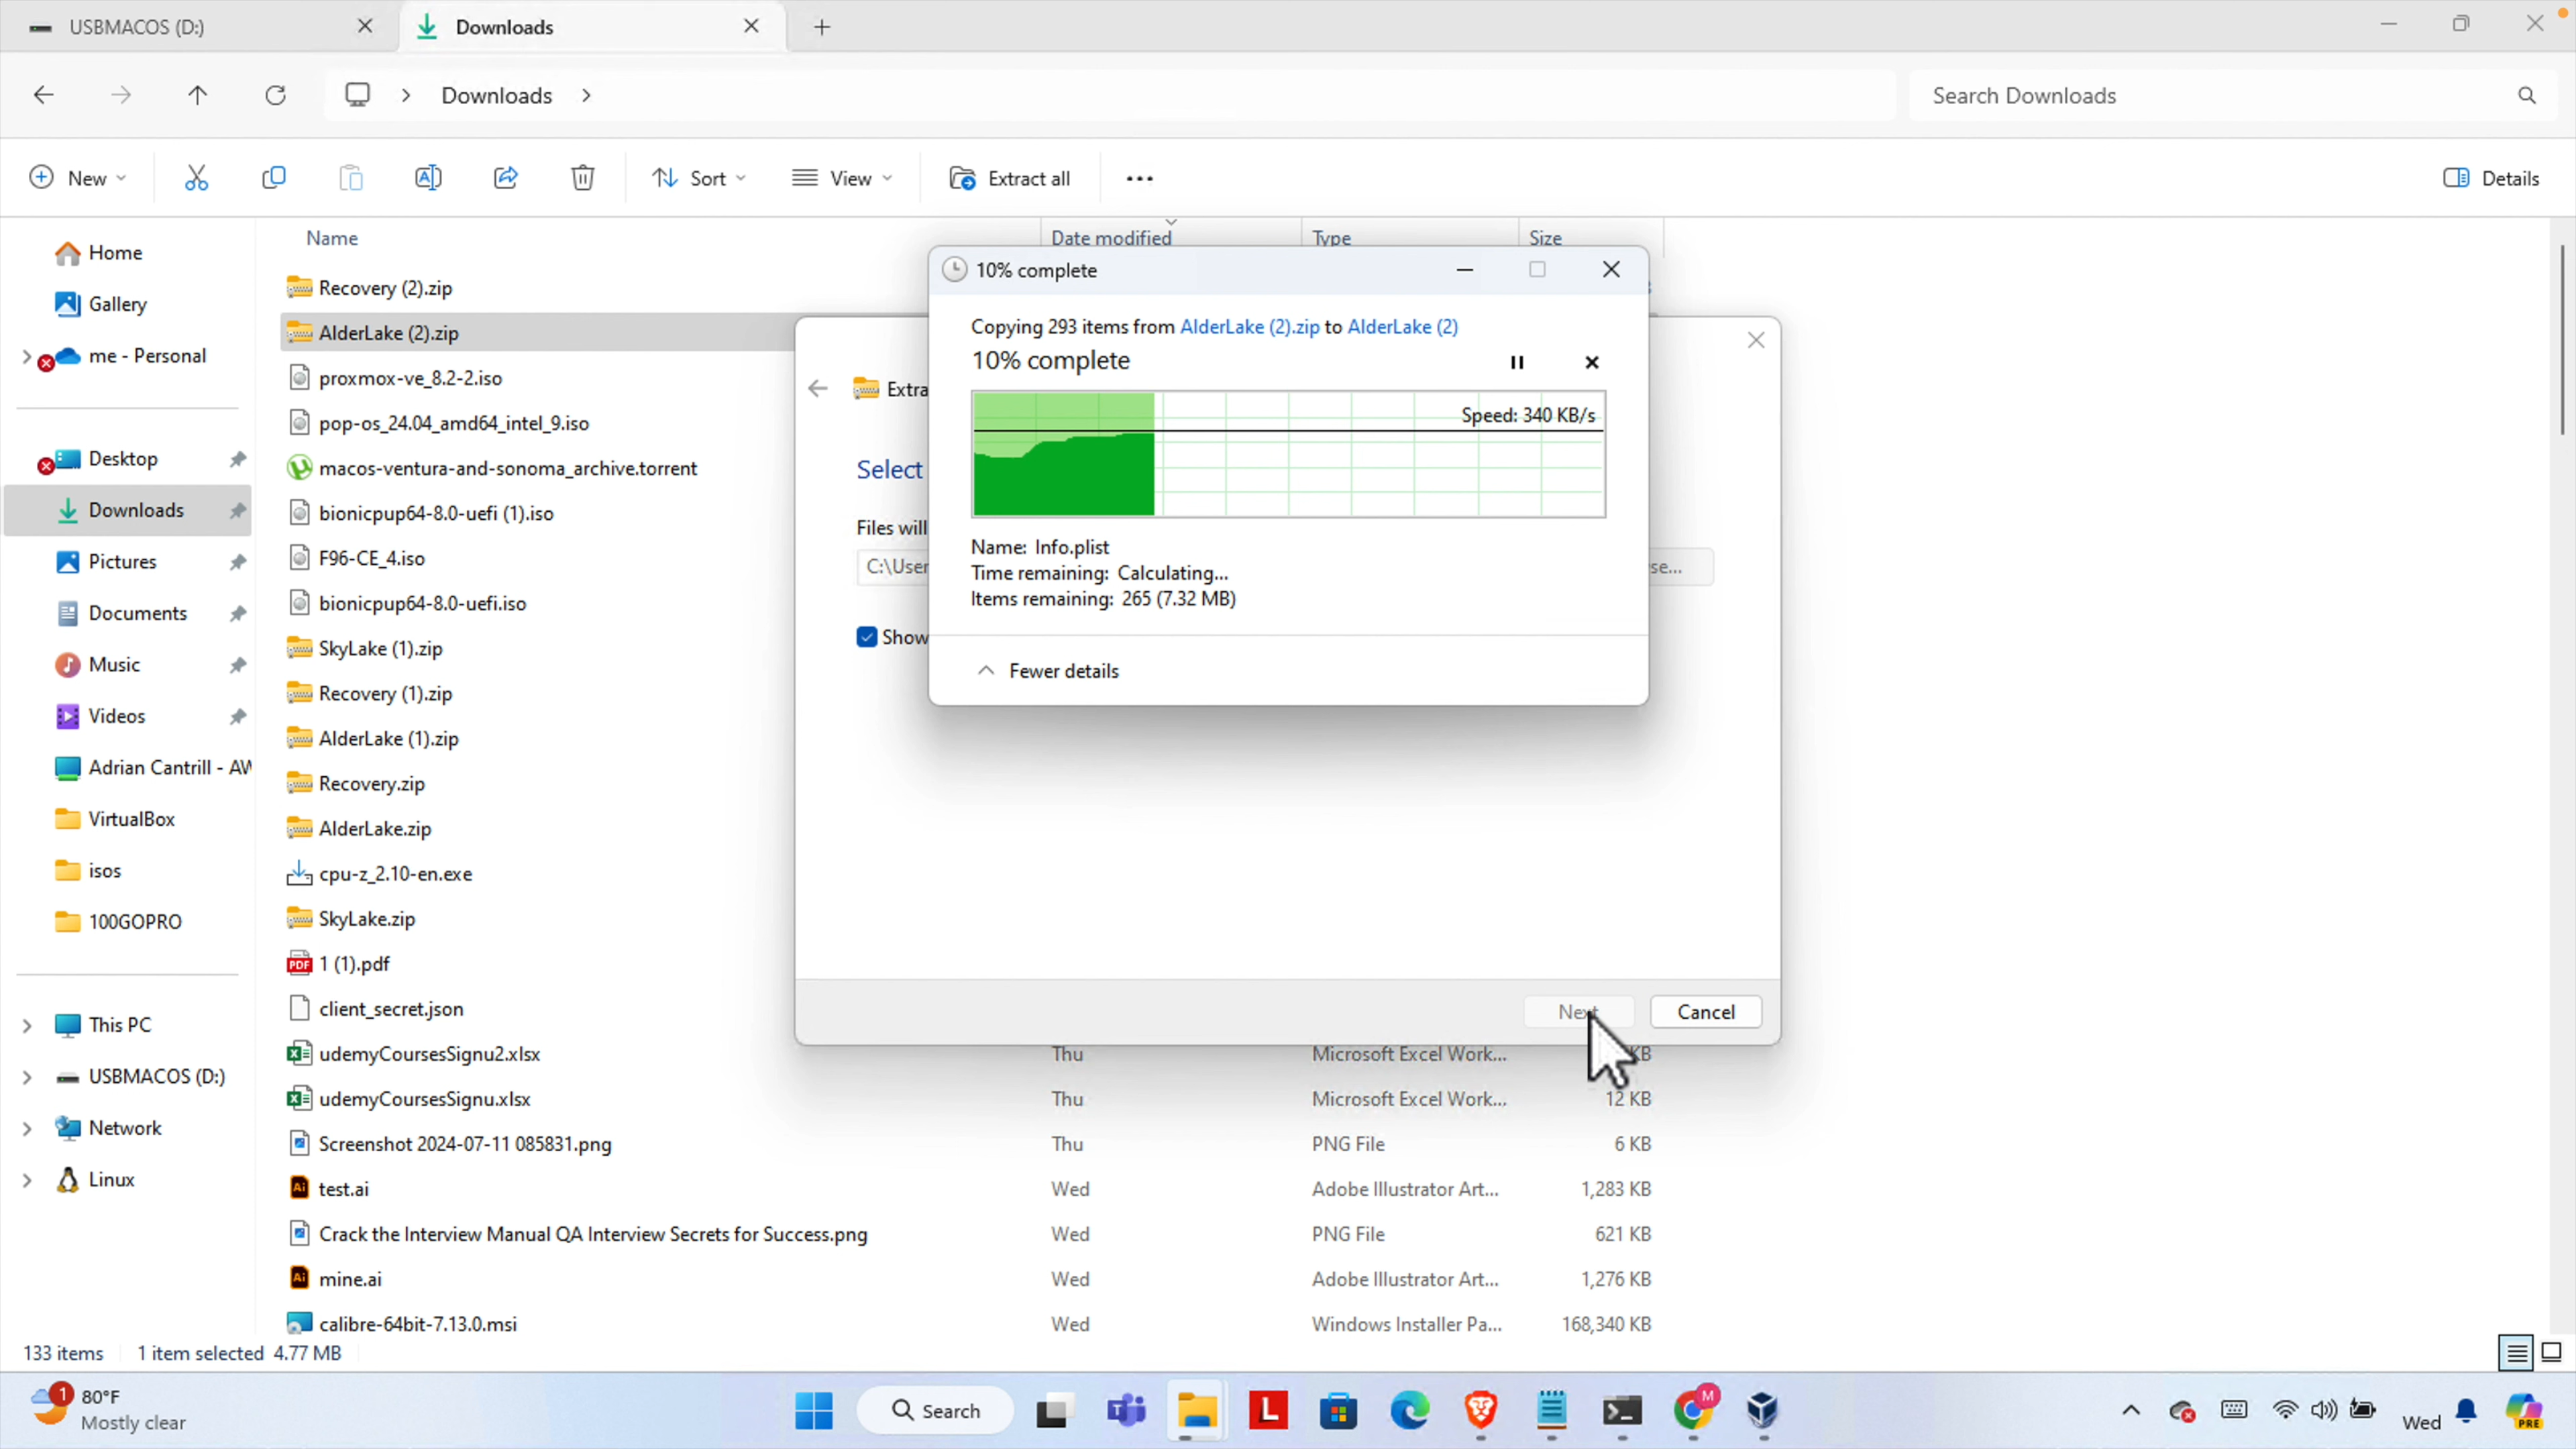 USBMACOS (D:)
Downloads
Downloads
Search Downloads
New
Sort
View
Extract all
Details
Name
Date modified
Type
Size
Home
Gallery
me - Personal
Desktop
Downloads
Pictures
Documents
Music
Videos
Adrian Cantrill - AW
VirtualBox
isos
100GOPRO
This PC
USBMACOS (D:)
Network
Linux
Recovery (2).zip
AlderLake (2).zip
proxmox-ve_8.2-2.iso
pop-os_24.04_amd64_intel_9.iso
macos-ventura-and-sonoma_archive.torrent
bionicpup64-8.0-uefi (1).iso
F96-CE_4.iso
bionicpup64-8.0-uefi.iso
SkyLake (1).zip
Recovery (1).zip
AlderLake (1).zip
Recovery.zip
AlderLake.zip
cpu-z_2.10-en.exe
SkyLake.zip
PDF 1 (1).pdf
client_secret.json
udemyCoursesSignu2.xlsx Thu Microsoft Excel Work... KB
udemyCoursesSignu.xlsx Thu Microsoft Excel Work... 12 KB
Screenshot 2024-07-11 085831.png Thu PNG File 6 KB
Ai test.ai Wed Adobe Illustrator Art... 1,283 KB
Crack the Interview Manual QA Interview Secrets for Success.png Wed PNG File 621 KB
Ai mine.ai Wed Adobe Illustrator Art... 1,276 KB
calibre-64bit-7.13.0.msi Wed Windows Installer Pa... 168,340 KB
10% complete
Copying 293 items from AlderLake (2).zip to AlderLake (2)
10% complete
Speed: 340 KB/s
Name: Info.plist
Time remaining: Calculating...
Items remaining: 265 (7.32 MB)
Fewer details
Extra
Select
Files will
C:\User
se...
Show
Next
Cancel
133 items
1 item selected 4.77 MB
1
80°F
Mostly clear
Search
L
M
Wed
PRE